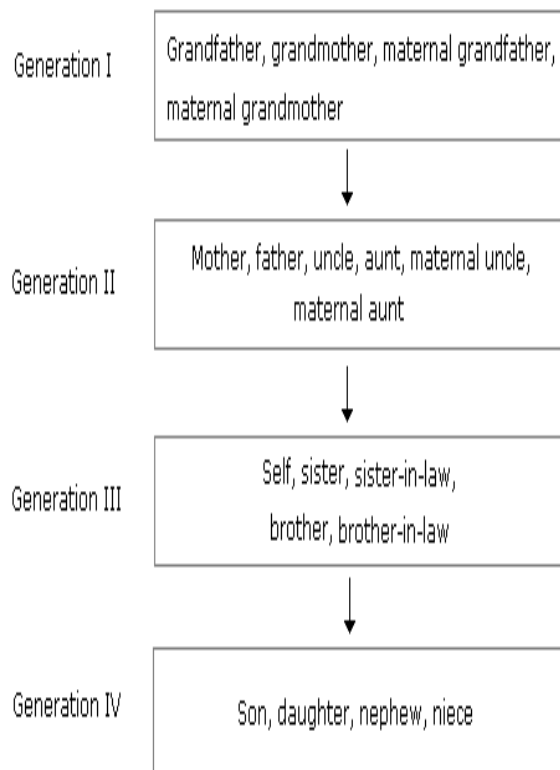 Generation I
Grandfather, grandmother, maternal grandfather,
maternal grandmother
Generation II
Mother, father, uncle, aunt, maternal uncle,
maternal aunt
Generation III
Self, sister, sister-in-law,
brother, brother-in-law
Generation IV
Son, daughter, nephew, niece